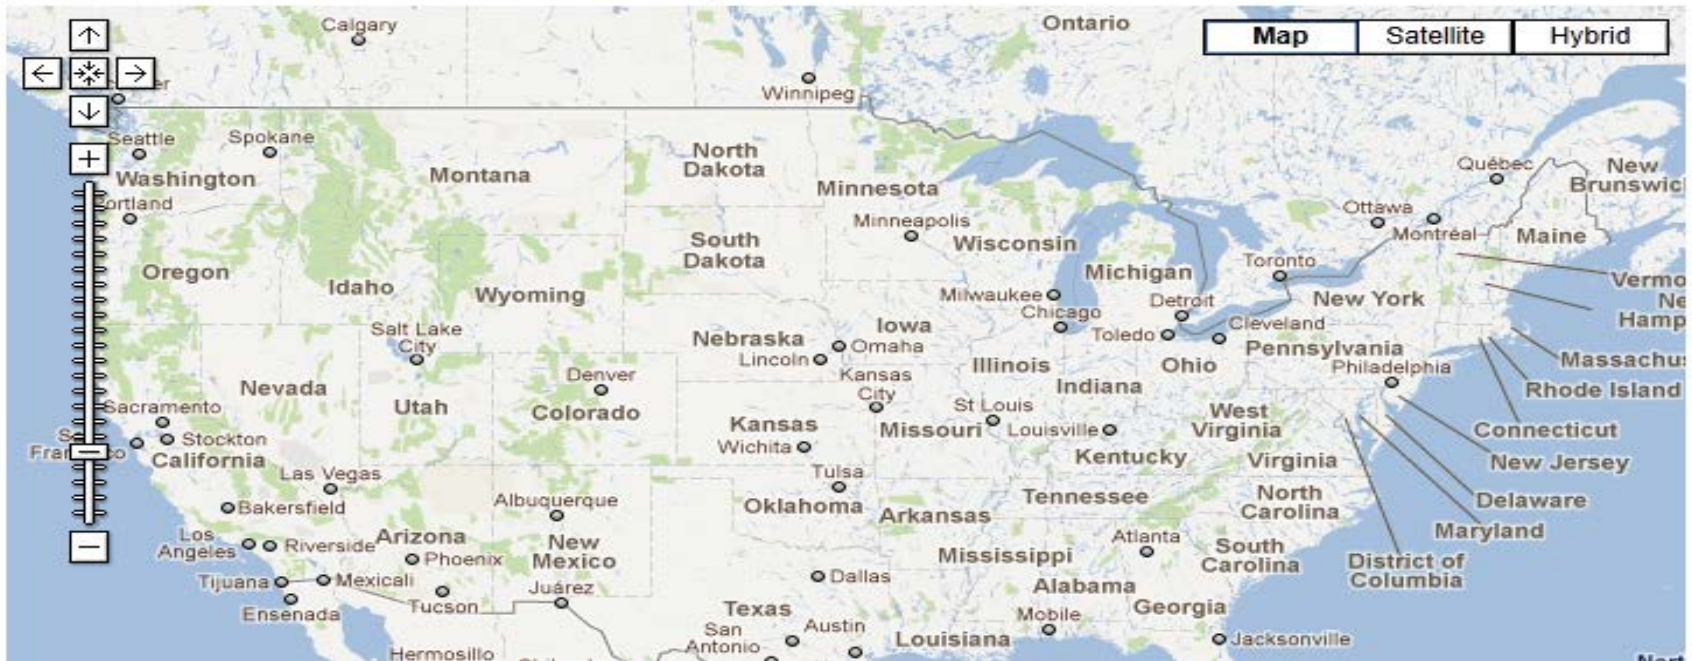 Calgary
Ontario
Map
Satellite
Hybrid
Winnipeg
Seattle
Spokane
Washington
Montana
North
Dakota
Minnesota
Québec
New
Brunswic
Portland
Minneapolis
Ottawa
Montréal
Maine
South
Dakota
Wisconsin
Oregon
Idaho
Wyoming
Michigan
Toronto
Vermo
Milwaukee
Detroit
New York
Ne
Hamp
Chicago
Salt Lake
City
Nebraska
Iowa
Toledo
Cleveland
Lincoln
Omaha
Pennsylvania
Massachu
Illinois
Ohio
Philadelphia
Nevada
Denver
Kansas
City
Indiana
Rhode Island
Sacramento
Utah
Colorado
St Louis
West
Virginia
Kansas
Missouri
Louisville
Connecticut
Stockton
Wichita
California
Kentucky
Virginia
New Jersey
Las Vegas
Tulsa
Albuquerque
Oklahoma
Tennessee
North
Carolina
Delaware
Bakersfield
Arkansas
Maryland
Los
Angeles
Riverside
Arizona
New
Mexico
Atlanta
Phoenix
Mississippi
South
Carolina
District of
Columbia
Tijuana
Mexicali
Juárez
Dallas
Alabama
Ensenada
Tucson
Texas
Mobile
Georgia
San
Antonio
Austin
Louisiana
Jacksonville
Hermosillo